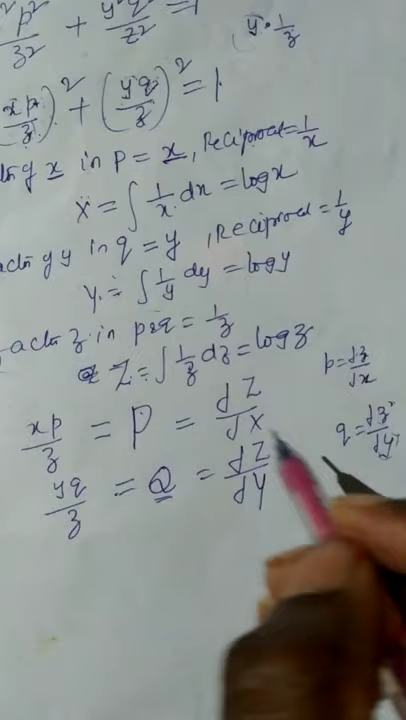 p²/z² + y²q²/z² = 1
y · 1/z
(xp/z)² + (yq/z)² = 1
x in p = x, Reciprocal = 1/x
X = ∫ 1/x dx = log x
y in q = y, Reciprocal = 1/y
Y = ∫ 1/y dy = log y
z in p & q = 1/z
Z = ∫ 1/z dz = log z
p = dz/dx
xp/z = P = dZ/dX
q = dz/dy
yq/z = Q = dZ/dY